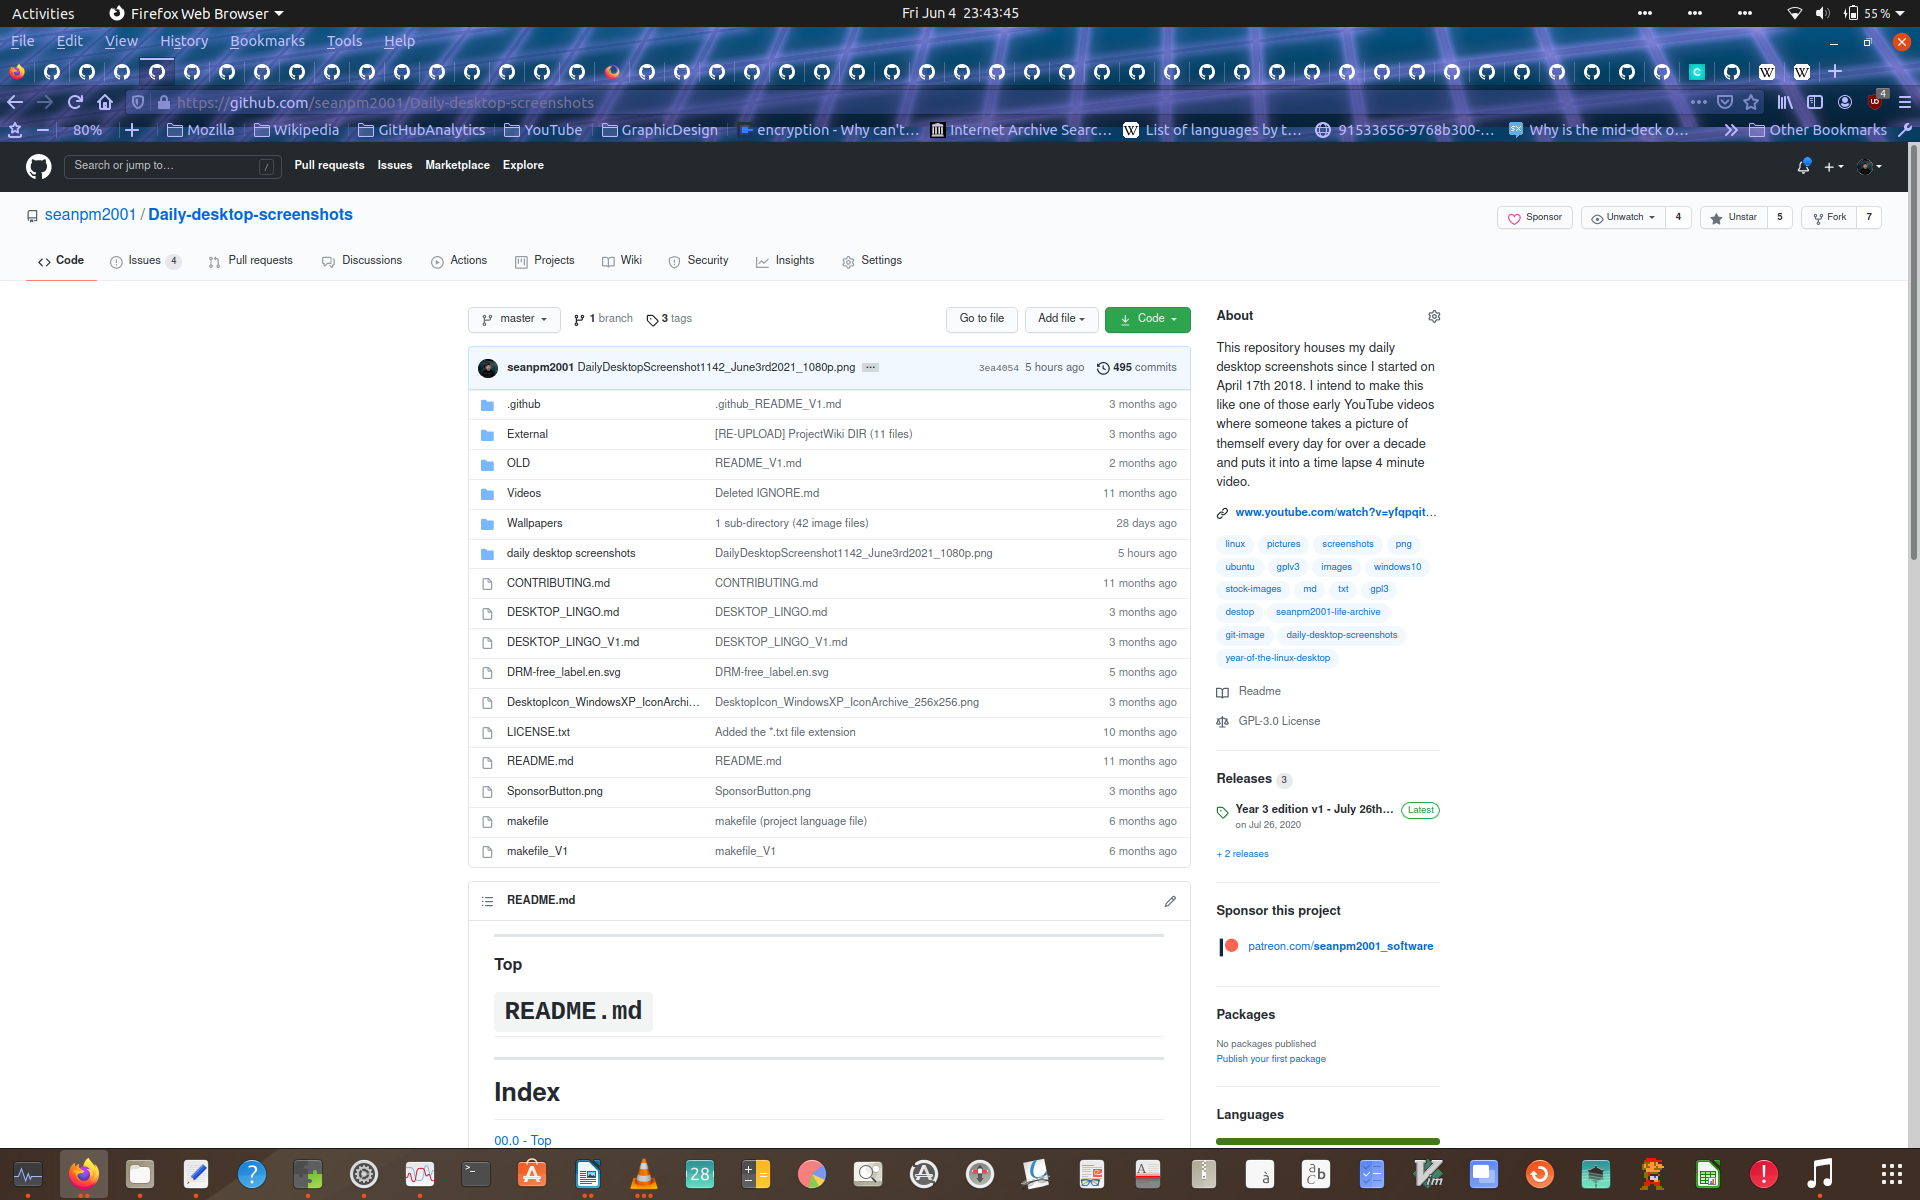 Activities
Firefox Web Browser
Fri Jun 4 23:43:45
55 %
File Edit View History Bookmarks Tools Help
https://github.com/seanpm2001/Daily-desktop-screenshots
4
80%
Mozilla
Wikipedia
GitHubAnalytics
YouTube
GraphicDesign
encryption - Why can't…
Internet Archive Searc…
List of languages by t…
91533656-9768b300-…
Why is the mid-deck o…
Other Bookmarks
Search or jump to…
/
Pull requests Issues Marketplace Explore
seanpm2001 / Daily-desktop-screenshots
Sponsor
Unwatch 4
Unstar 5
Fork 7
Code
Issues 4
Pull requests
Discussions
Actions
Projects
Wiki
Security
Insights
Settings
master
1 branch
3 tags
Go to file
Add file
Code
seanpm2001 DailyDesktopScreenshot1142_June3rd2021_1080p.png ...
3ea4054 5 hours ago
495 commits
.github .github_README_V1.md 3 months ago
External [RE-UPLOAD] ProjectWiki DIR (11 files) 3 months ago
OLD README_V1.md 2 months ago
Videos Deleted IGNORE.md 11 months ago
Wallpapers 1 sub-directory (42 image files) 28 days ago
daily desktop screenshots DailyDesktopScreenshot1142_June3rd2021_1080p.png 5 hours ago
CONTRIBUTING.md CONTRIBUTING.md 11 months ago
DESKTOP_LINGO.md DESKTOP_LINGO.md 3 months ago
DESKTOP_LINGO_V1.md DESKTOP_LINGO_V1.md 3 months ago
DRM-free_label.en.svg DRM-free_label.en.svg 5 months ago
DesktopIcon_WindowsXP_IconArchi… DesktopIcon_WindowsXP_IconArchive_256x256.png 3 months ago
LICENSE.txt Added the *.txt file extension 10 months ago
README.md README.md 11 months ago
SponsorButton.png SponsorButton.png 3 months ago
makefile makefile (project language file) 6 months ago
makefile_V1 makefile_V1 6 months ago
README.md
Top
README.md
Index
00.0 - Top
About
This repository houses my daily
desktop screenshots since I started on
April 17th 2018. I intend to make this
like one of those early YouTube videos
where someone takes a picture of
themself every day for over a decade
and puts it into a time lapse 4 minute
video.
www.youtube.com/watch?v=yfqpqit…
linux pictures screenshots png
ubuntu gplv3 images windows10
stock-images md txt gpl3
destop seanpm2001-life-archive
git-image daily-desktop-screenshots
year-of-the-linux-desktop
Readme
GPL-3.0 License
Releases 3
Year 3 edition v1 - July 26th… Latest
on Jul 26, 2020
+ 2 releases
Sponsor this project
patreon.com/seanpm2001_software
Packages
No packages published
Publish your first package
Languages
28